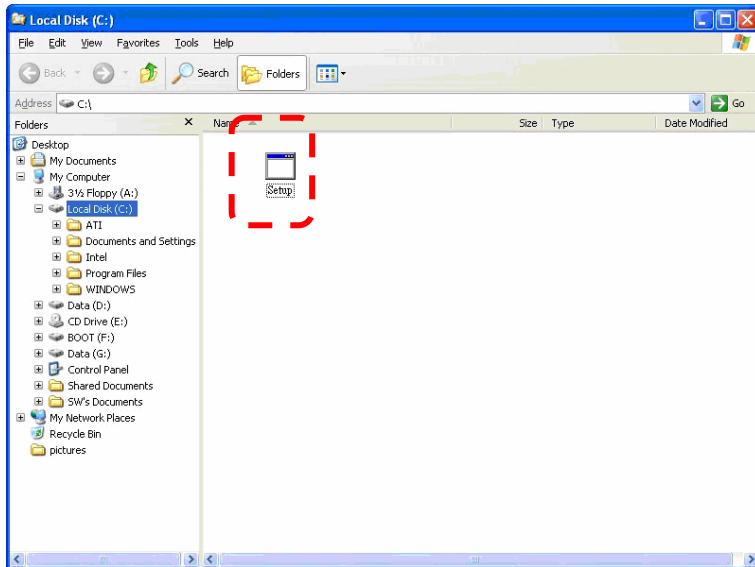 Local Disk (C:)
File Edit View Favorites Tools Help
Back Search Folders
Address C:\ Go
Folders Name Size Type Date Modified
Desktop
My Documents
My Computer
3½ Floppy (A:)
Setup
Local Disk (C:)
ATI
Documents and Settings
Intel
Program Files
WINDOWS
Data (D:)
CD Drive (E:)
BOOT (F:)
Data (G:)
Control Panel
Shared Documents
SW's Documents
My Network Places
Recycle Bin
pictures